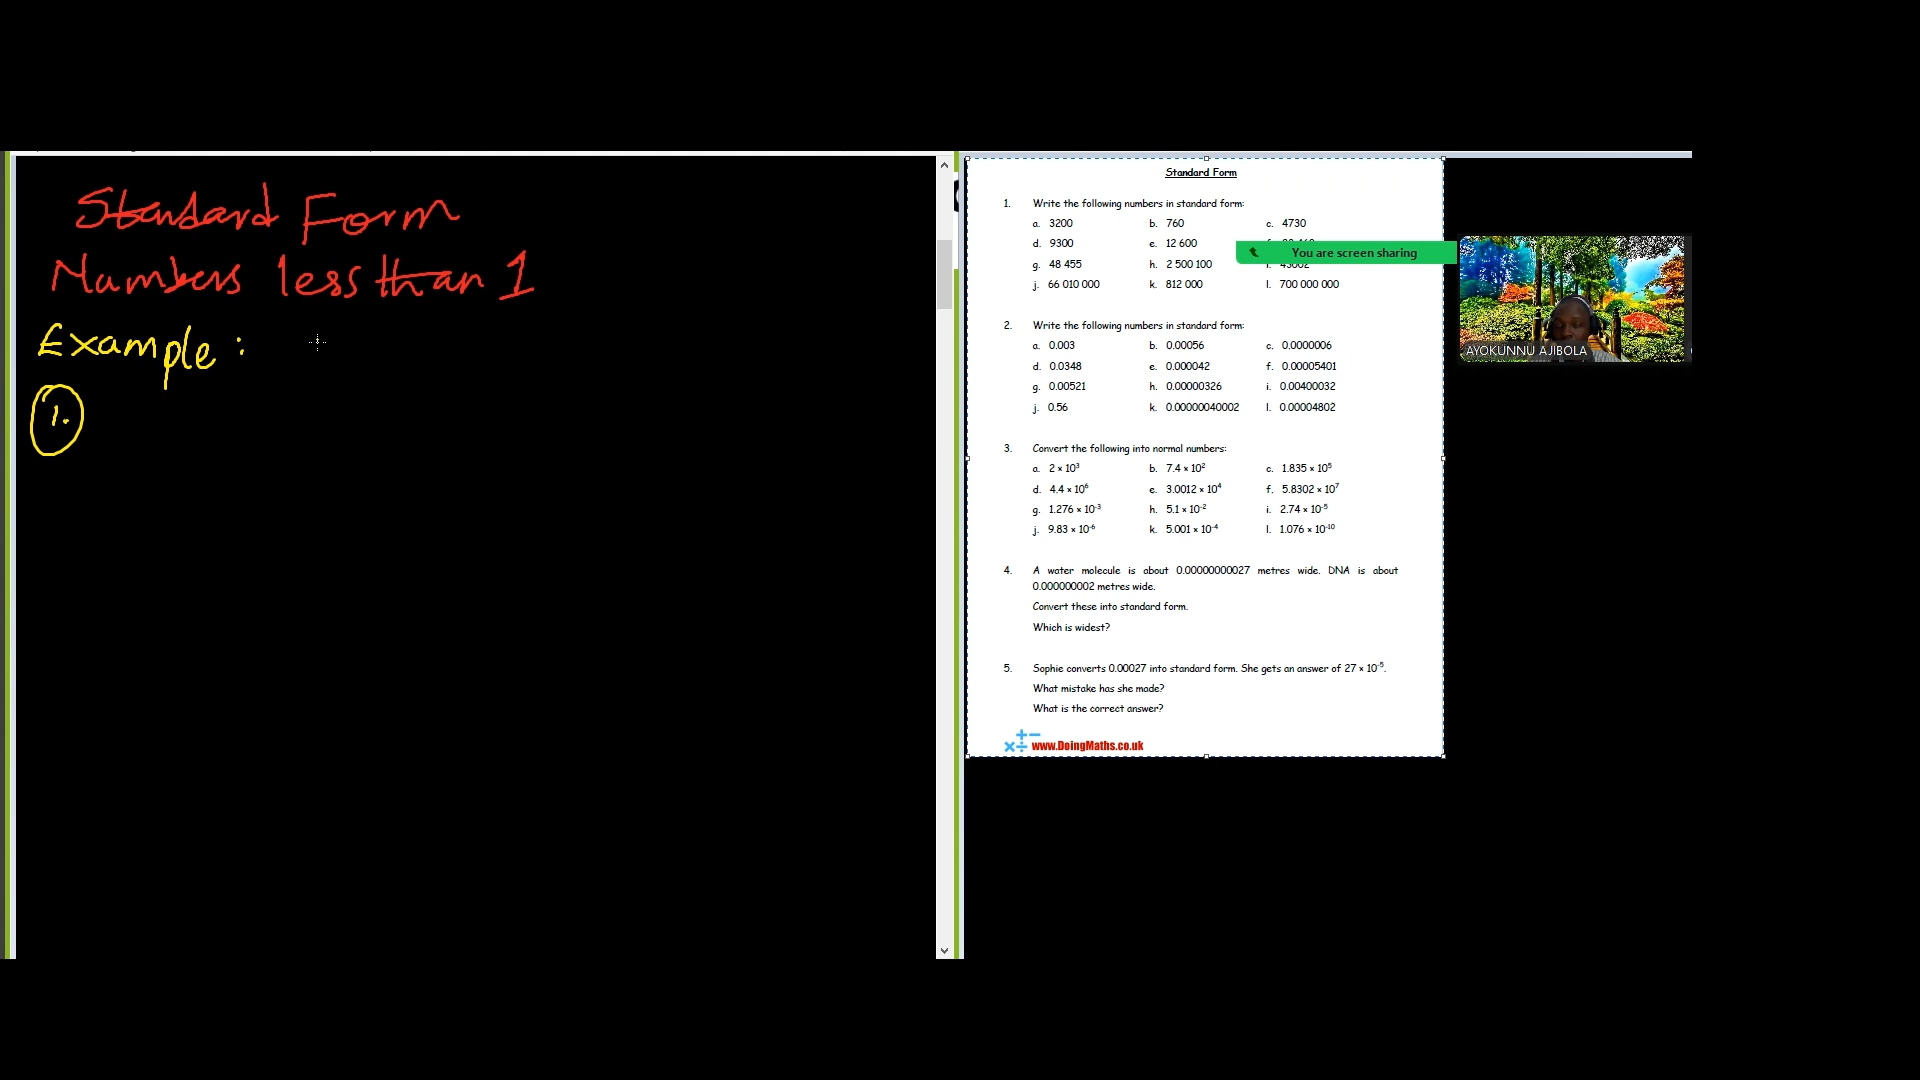 Standard Form
Numbers less than 1
Example :
1.
Standard Form
1. Write the following numbers in standard form:
a. 3200 b. 760 c. 4730
d. 9300 e. 12 600
You are screen sharing
g. 48 455 h. 2 500 100
j. 66 010 000 k. 812 000 l. 700 000 000
2. Write the following numbers in standard form:
a. 0.003 b. 0.00056 c. 0.0000006
d. 0.0348 e. 0.000042 f. 0.00005401
g. 0.00521 h. 0.00000326 i. 0.00400032
j. 0.56 k. 0.00000040002 l. 0.00004802
3. Convert the following into normal numbers:
a. 2 × 10³ b. 7.4 × 10² c. 1.835 × 10⁵
d. 4.4 × 10⁶ e. 3.0012 × 10⁴ f. 5.8302 × 10⁷
g. 1.276 × 10⁻³ h. 5.1 × 10⁻² i. 2.74 × 10⁻⁵
j. 9.83 × 10⁻⁶ k. 5.001 × 10⁻⁴ l. 1.076 × 10⁻¹⁰
4. A water molecule is about 0.00000000027 metres wide. DNA is about
0.000000002 metres wide.
Convert these into standard form.
Which is widest?
5. Sophie converts 0.00027 into standard form. She gets an answer of 27 × 10⁻⁵.
What mistake has she made?
What is the correct answer?
www.DoingMaths.co.uk
AYOKUNNU AJIBOLA